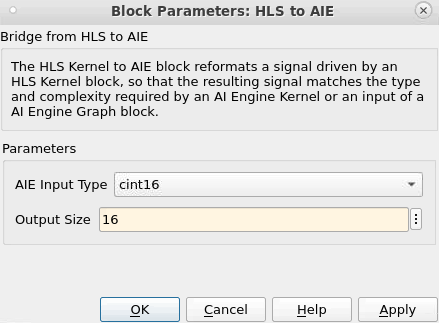 Block Parameters: HLS to AIE
Bridge from HLS to AIE
The HLS Kernel to AIE block reformats a signal driven by an
HLS Kernel block, so that the resulting signal matches the type
and complexity required by an AI Engine Kernel or an input of a
AI Engine Graph block.
Parameters
AIE Input Type cint16
Output Size 16
OK Cancel Help Apply